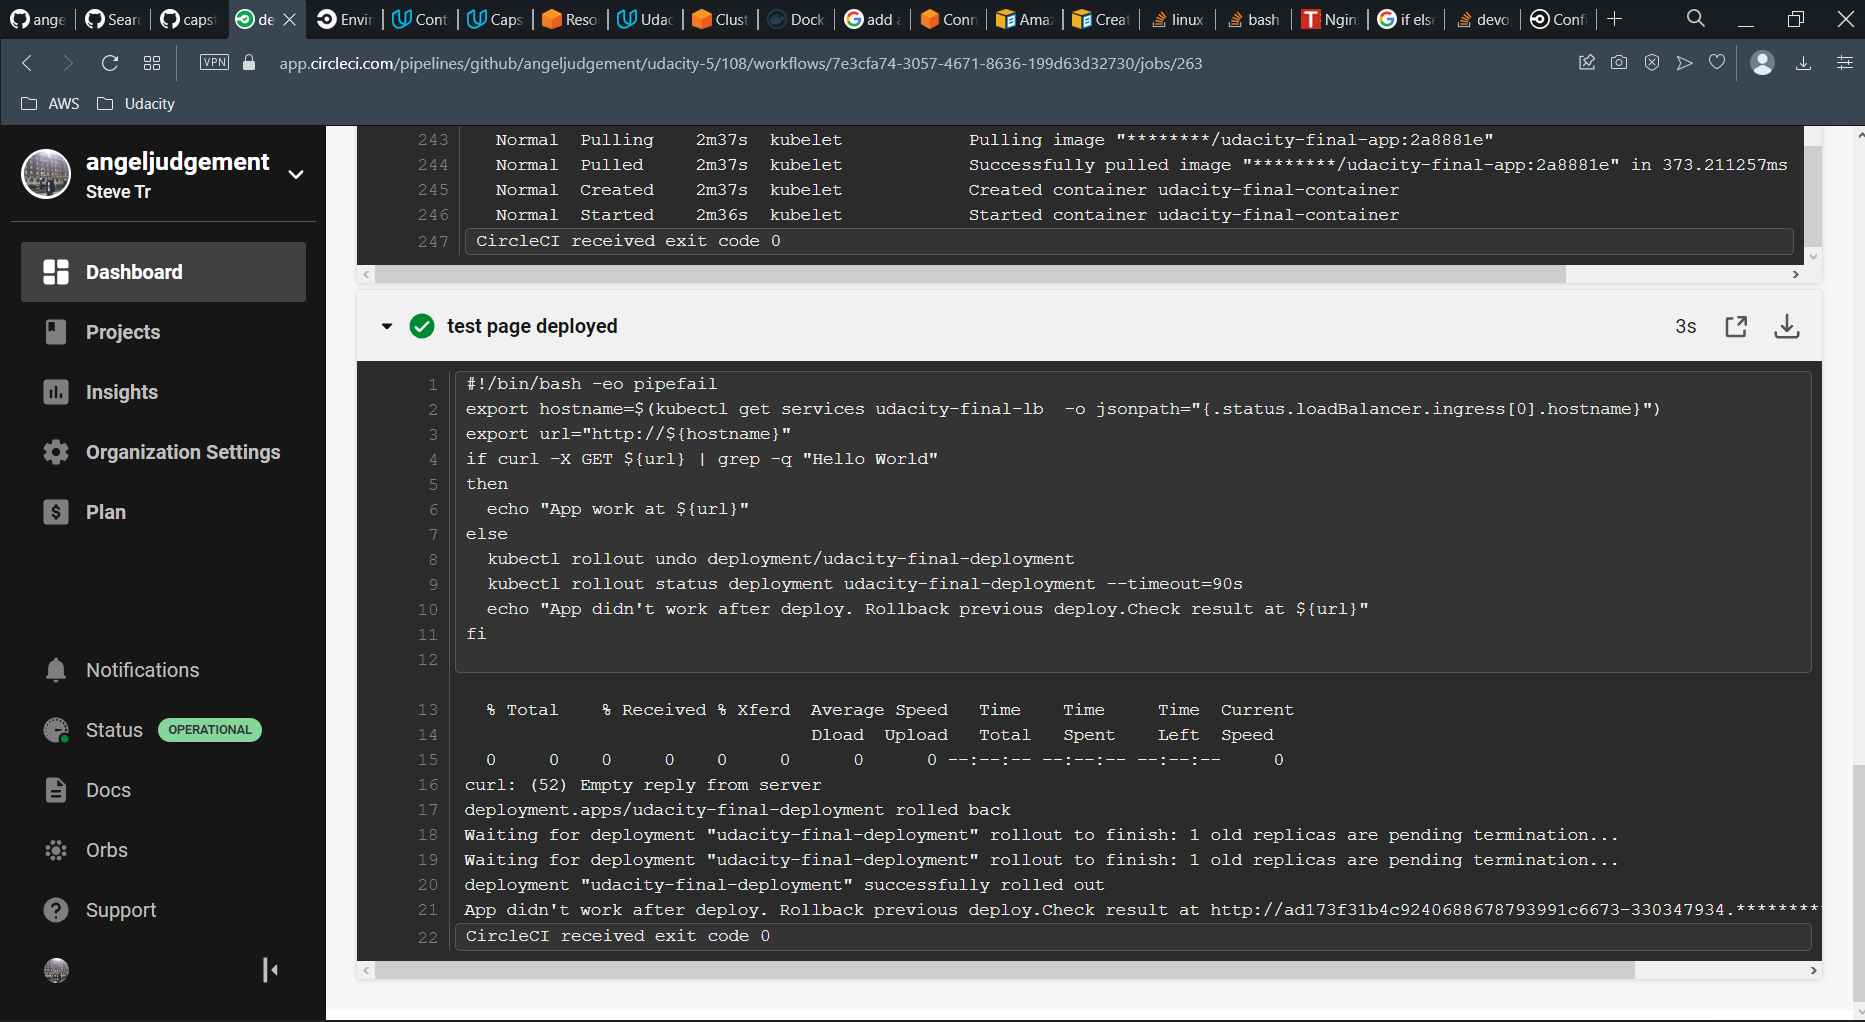 ange
Sear
caps
de
Envir
Cont
Caps
Reso
Udac
Clust
Dock
add a
Conn
Amaz
Creat
linux
bash
Ngin
if els
devo
Confi
VPN
app.circleci.com/pipelines/github/angeljudgement/udacity-5/108/workflows/7e3cfa74-3057-4671-8636-199d63d32730/jobs/263
AWS
Udacity
angeljudgement
Steve Tr
Dashboard
Projects
Insights
Organization Settings
Plan
Notifications
Status OPERATIONAL
Docs
Orbs
Support
243 Normal Pulling 2m37s kubelet Pulling image "********/udacity-final-app:2a8881e"
244 Normal Pulled 2m37s kubelet Successfully pulled image "********/udacity-final-app:2a8881e" in 373.211257ms
245 Normal Created 2m37s kubelet Created container udacity-final-container
246 Normal Started 2m36s kubelet Started container udacity-final-container
247 CircleCI received exit code 0
test page deployed 3s
1 #!/bin/bash -eo pipefail
2 export hostname=$(kubectl get services udacity-final-lb  -o jsonpath="{.status.loadBalancer.ingress[0].hostname}")
3 export url="http://${hostname}"
4 if curl -X GET ${url} | grep -q "Hello World"
5 then
6   echo "App work at ${url}"
7 else
8   kubectl rollout undo deployment/udacity-final-deployment
9   kubectl rollout status deployment udacity-final-deployment --timeout=90s
10   echo "App didn't work after deploy. Rollback previous deploy.Check result at ${url}"
11 fi
12
13 % Total    % Received % Xferd  Average Speed   Time    Time     Time  Current
14 Dload  Upload   Total   Spent    Left  Speed
15 0     0    0     0    0     0      0      0 --:--:-- --:--:-- --:--:--     0
16 curl: (52) Empty reply from server
17 deployment.apps/udacity-final-deployment rolled back
18 Waiting for deployment "udacity-final-deployment" rollout to finish: 1 old replicas are pending termination...
19 Waiting for deployment "udacity-final-deployment" rollout to finish: 1 old replicas are pending termination...
20 deployment "udacity-final-deployment" successfully rolled out
21 App didn't work after deploy. Rollback previous deploy.Check result at http://ad173f31b4c9240688678793991c6673-330347934.********
22 CircleCI received exit code 0